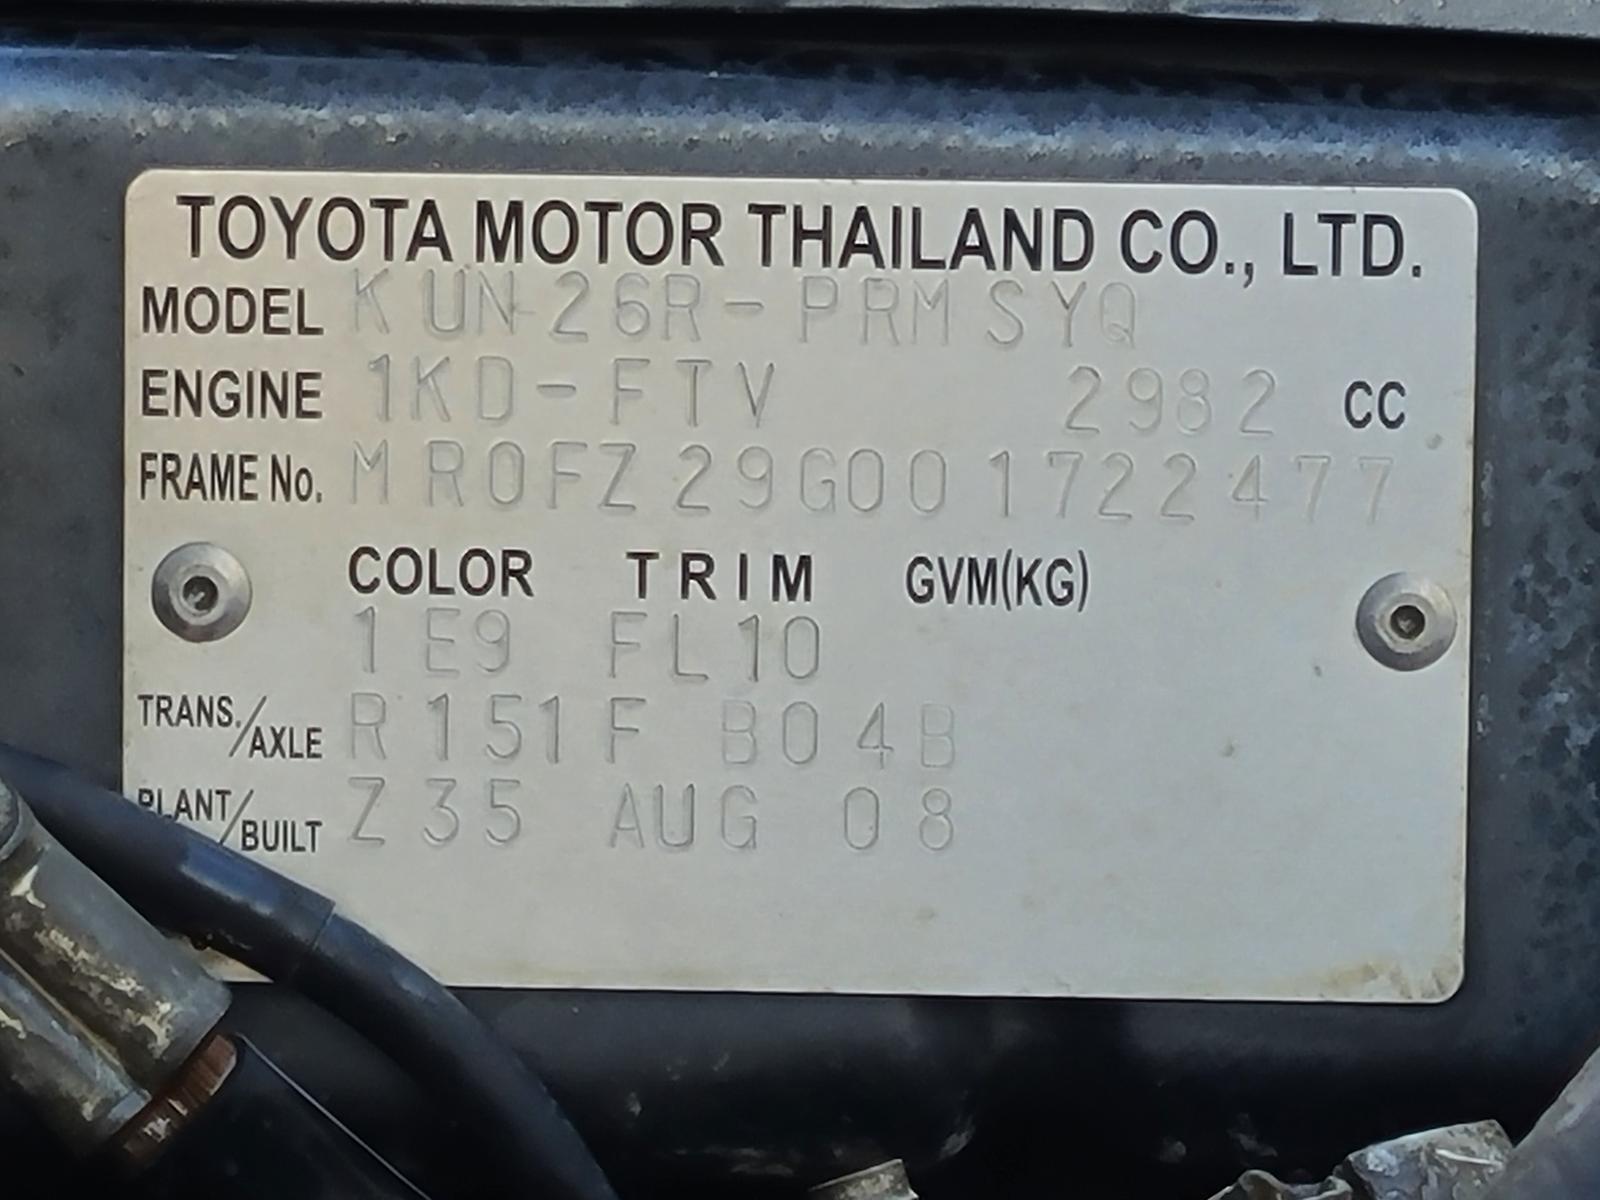 TOYOTA MOTOR THAILAND CO., LTD.
MODEL KUN26R-PRMSYQ
ENGINE 1KD-FTV 2982 CC
FRAME No. MR0FZ29G001722477
COLOR TRIM GVM(KG)
1E9 FL10
TRANS./AXLE R151F B04B
PLANT/BUILT Z35 AUG 08